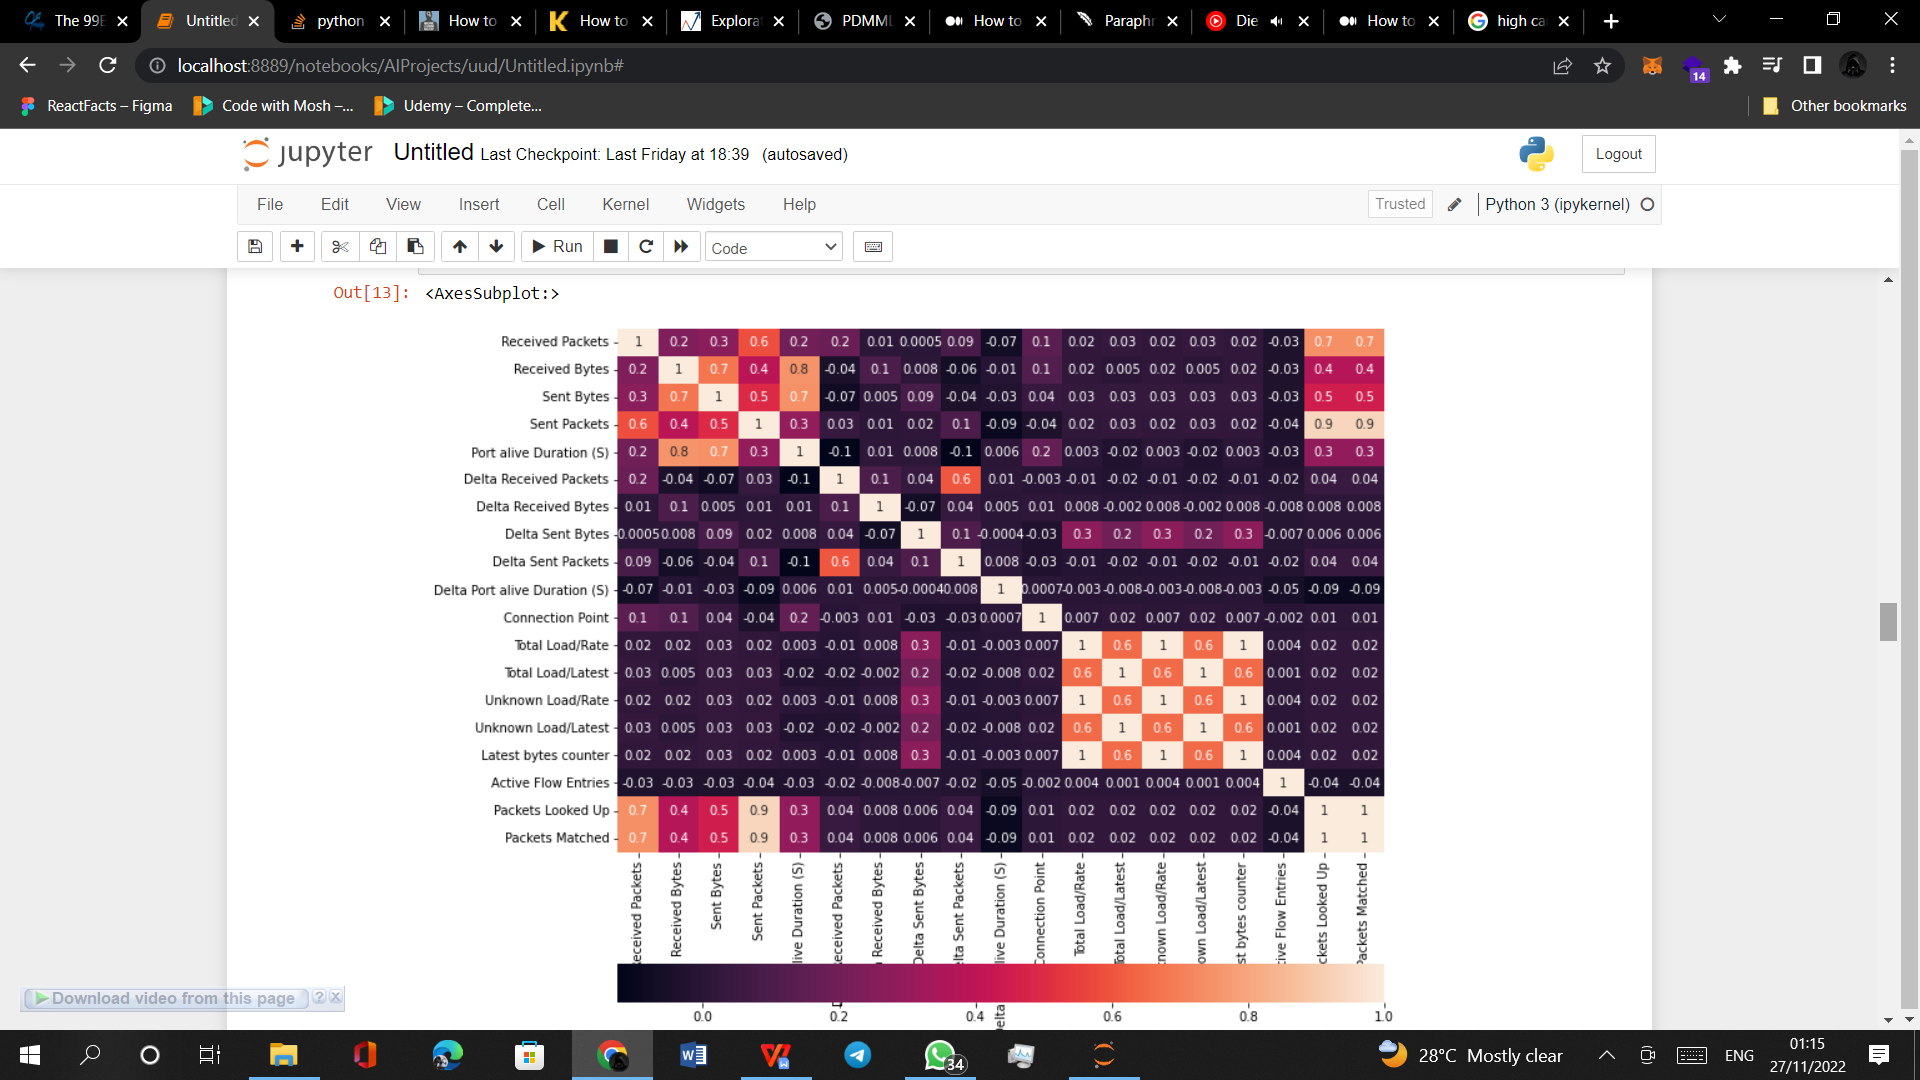 The 99E
Untitled
python
How to
How to
Explorat
PDMML
How to
Paraphr
Die
How to
high ca
localhost:8889/notebooks/AIProjects/uud/Untitled.ipynb#
14
ReactFacts – Figma
Code with Mosh –...
Udemy – Complete...
Other bookmarks
jupyter Untitled Last Checkpoint: Last Friday at 18:39 (autosaved)
Logout
File Edit View Insert Cell Kernel Widgets Help
Trusted
Python 3 (ipykernel)
Run
Code
Out[13]: <AxesSubplot:>
Received Packets 1 0.2 0.3 0.6 0.2 0.2 0.01 0.0005 0.09 -0.07 0.1 0.02 0.03 0.02 0.03 0.02 -0.03 0.7 0.7
Received Bytes 0.2 1 0.7 0.4 0.8 -0.04 0.1 0.008 -0.06 -0.01 0.1 0.02 0.005 0.02 0.005 0.02 -0.03 0.4 0.4
Sent Bytes 0.3 0.7 1 0.5 0.7 -0.07 0.005 0.09 -0.04 -0.03 0.04 0.03 0.03 0.03 0.03 0.03 -0.03 0.5 0.5
Sent Packets 0.6 0.4 0.5 1 0.3 0.03 0.01 0.02 0.1 -0.09 -0.04 0.02 0.03 0.02 0.03 0.02 -0.04 0.9 0.9
Port alive Duration (S) 0.2 0.8 0.7 0.3 1 -0.1 0.01 0.008 -0.1 0.006 0.2 0.003 -0.02 0.003 -0.02 0.003 -0.03 0.3 0.3
Delta Received Packets 0.2 -0.04 -0.07 0.03 -0.1 1 0.1 0.04 0.6 0.01 -0.003 -0.01 -0.02 -0.01 -0.02 -0.01 -0.02 0.04 0.04
Delta Received Bytes 0.01 0.1 0.005 0.01 0.01 0.1 1 -0.07 0.04 0.005 0.01 0.008 -0.002 0.008 -0.002 0.008 -0.008 0.008 0.008
Delta Sent Bytes 0.0005 0.008 0.09 0.02 0.008 0.04 -0.07 1 0.1 -0.0004 -0.03 0.3 0.2 0.3 0.2 0.3 -0.007 0.006 0.006
Delta Sent Packets 0.09 -0.06 -0.04 0.1 -0.1 0.6 0.04 0.1 1 0.008 -0.03 -0.01 -0.02 -0.01 -0.02 -0.01 -0.02 0.04 0.04
Delta Port alive Duration (S) -0.07 -0.01 -0.03 -0.09 0.006 0.01 0.005 -0.0004 0.008 1 0.0007 -0.003 -0.008 -0.003 -0.008 -0.003 -0.05 -0.09 -0.09
Connection Point 0.1 0.1 0.04 -0.04 0.2 -0.003 0.01 -0.03 -0.03 0.0007 1 0.007 0.02 0.007 0.02 0.007 -0.002 0.01 0.01
Total Load/Rate 0.02 0.02 0.03 0.02 0.003 -0.01 0.008 0.3 -0.01 -0.003 0.007 1 0.6 1 0.6 1 0.004 0.02 0.02
Total Load/Latest 0.03 0.005 0.03 0.03 -0.02 -0.02 -0.002 0.2 -0.02 -0.008 0.02 0.6 1 0.6 1 0.6 0.001 0.02 0.02
Unknown Load/Rate 0.02 0.02 0.03 0.02 0.003 -0.01 0.008 0.3 -0.01 -0.003 0.007 1 0.6 1 0.6 1 0.004 0.02 0.02
Unknown Load/Latest 0.03 0.005 0.03 0.03 -0.02 -0.02 -0.002 0.2 -0.02 -0.008 0.02 0.6 1 0.6 1 0.6 0.001 0.02 0.02
Latest bytes counter 0.02 0.02 0.03 0.02 0.003 -0.01 0.008 0.3 -0.01 -0.003 0.007 1 0.6 1 0.6 1 0.004 0.02 0.02
Active Flow Entries -0.03 -0.03 -0.03 -0.04 -0.03 -0.02 -0.008 -0.007 -0.02 -0.05 -0.002 0.004 0.001 0.004 0.001 0.004 1 -0.04 -0.04
Packets Looked Up 0.7 0.4 0.5 0.9 0.3 0.04 0.008 0.006 0.04 -0.09 0.01 0.02 0.02 0.02 0.02 0.02 -0.04 1 1
Packets Matched 0.7 0.4 0.5 0.9 0.3 0.04 0.008 0.006 0.04 -0.09 0.01 0.02 0.02 0.02 0.02 0.02 -0.04 1 1
eceived Packets
Received Bytes
Sent Bytes
Sent Packets
live Duration (S)
eceived Packets
Received Bytes
Delta Sent Bytes
lta Sent Packets
live Duration (S)
Connection Point
Total Load/Rate
otal Load/Latest
known Load/Rate
own Load/Latest
st bytes counter
tive Flow Entries
ckets Looked Up
Packets Matched
0.0 0.2 0.4 0.6 0.8 1.0
elta
Download video from this page
34
28°C Mostly clear
ENG
01:15
27/11/2022